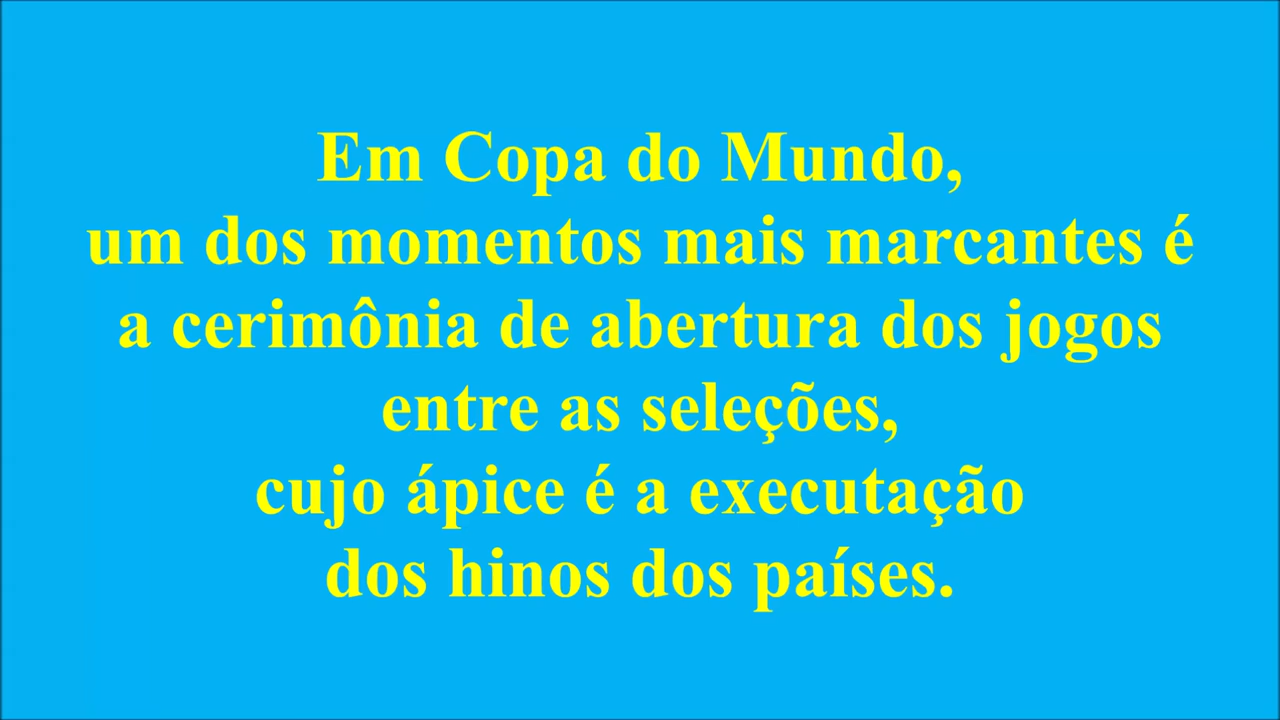 Em Copa do Mundo,
um dos momentos mais marcantes é
a cerimônia de abertura dos jogos
entre as seleções,
cujo ápice é a executação
dos hinos dos países.